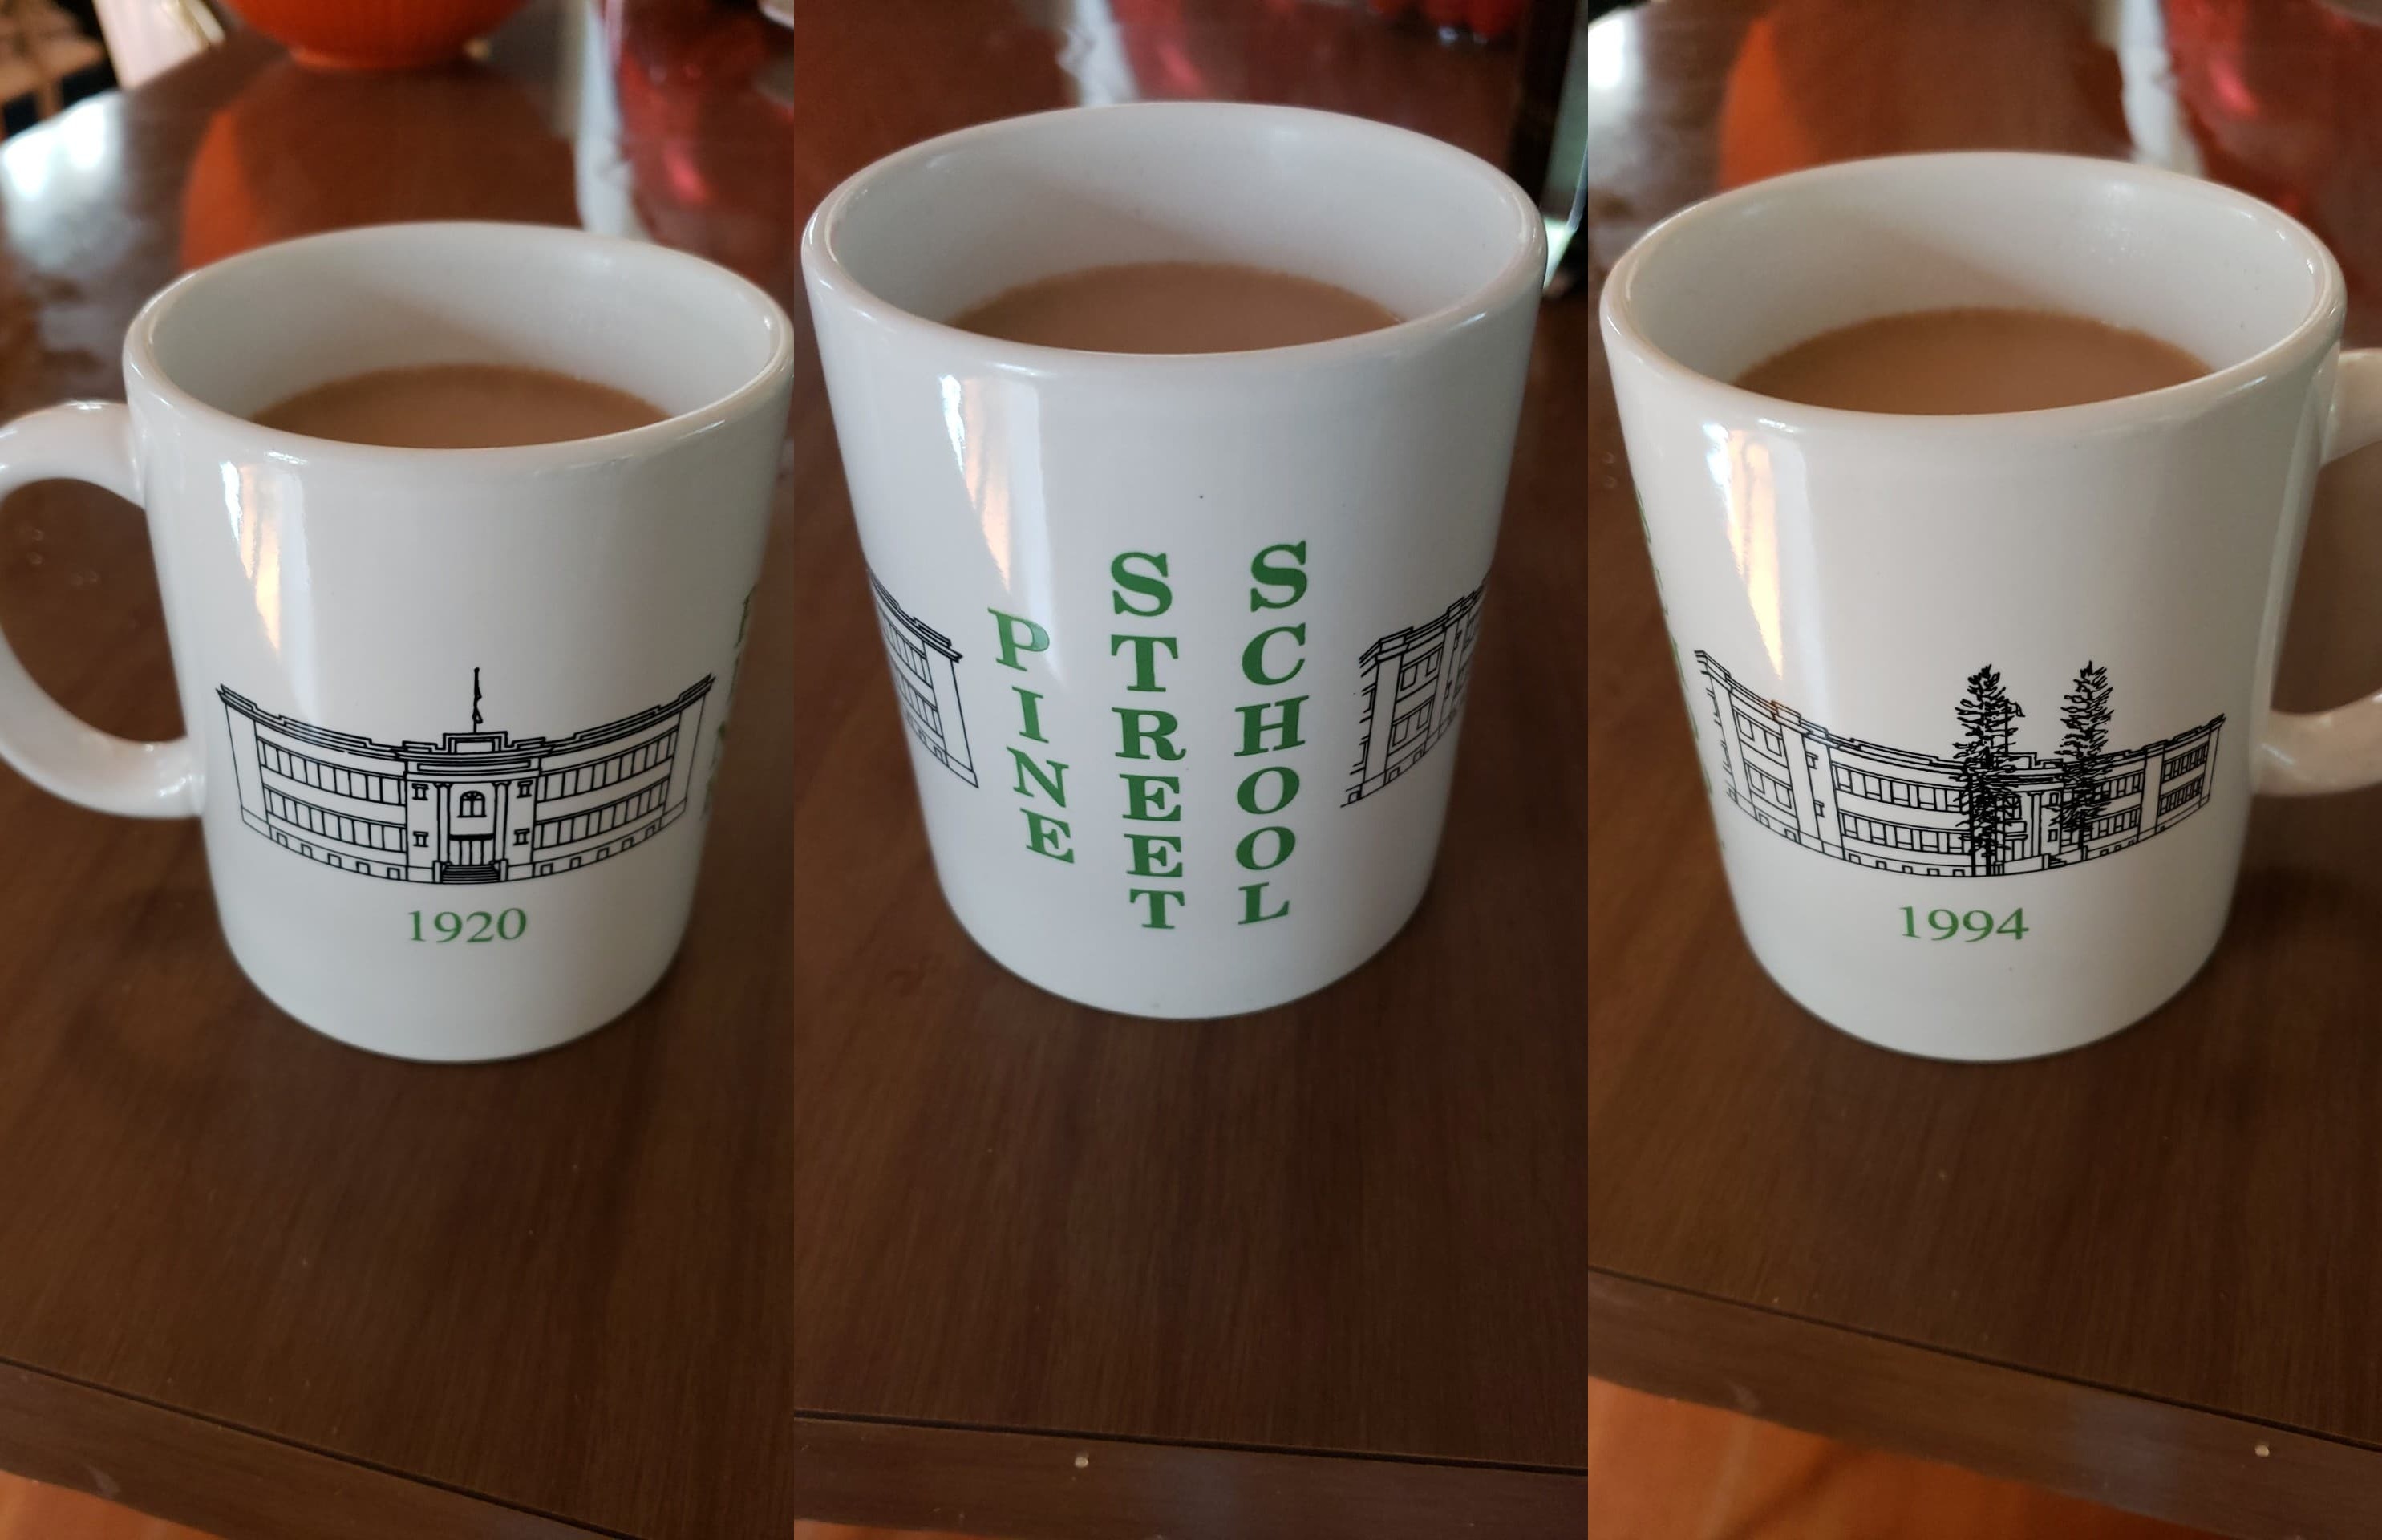 1920
PINE
STREET
SCHOOL
1994